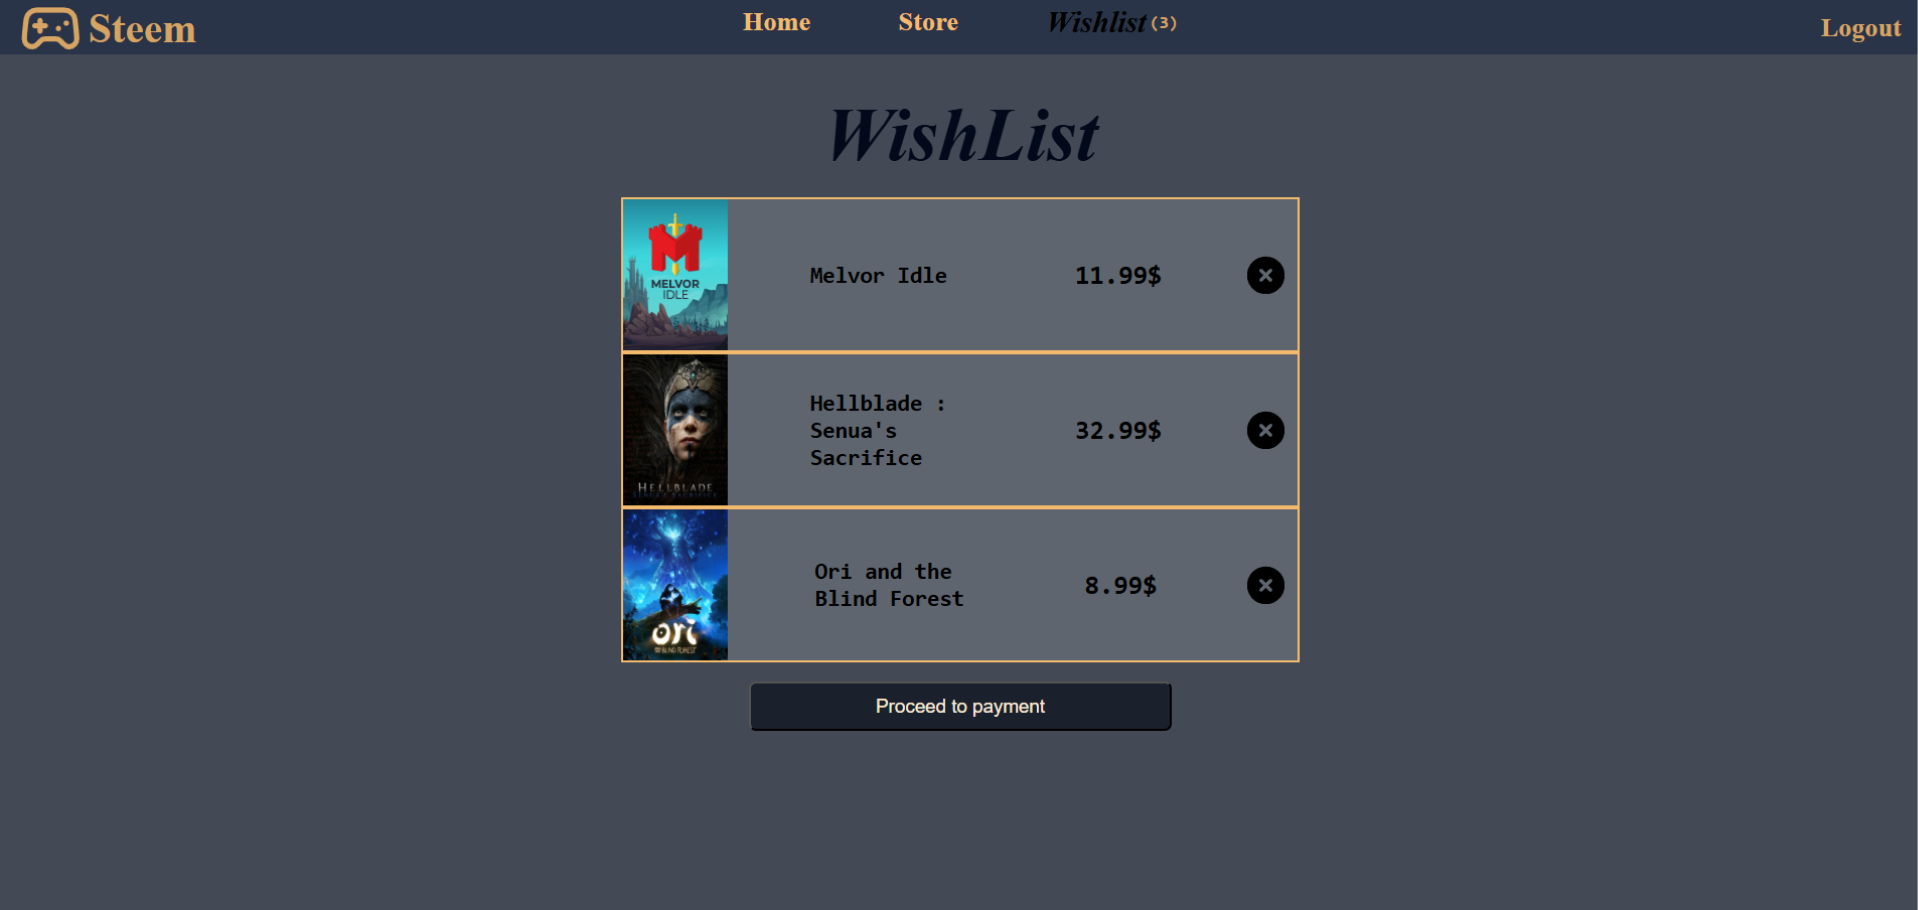 Steem
Home
Store
Wishlist (3)
Logout
WishList
MELVOR
IDLE
Melvor Idle
11.99$
HELLBLADE
Hellblade :
Senua's
Sacrifice
32.99$
ori
Ori and the
Blind Forest
8.99$
Proceed to payment